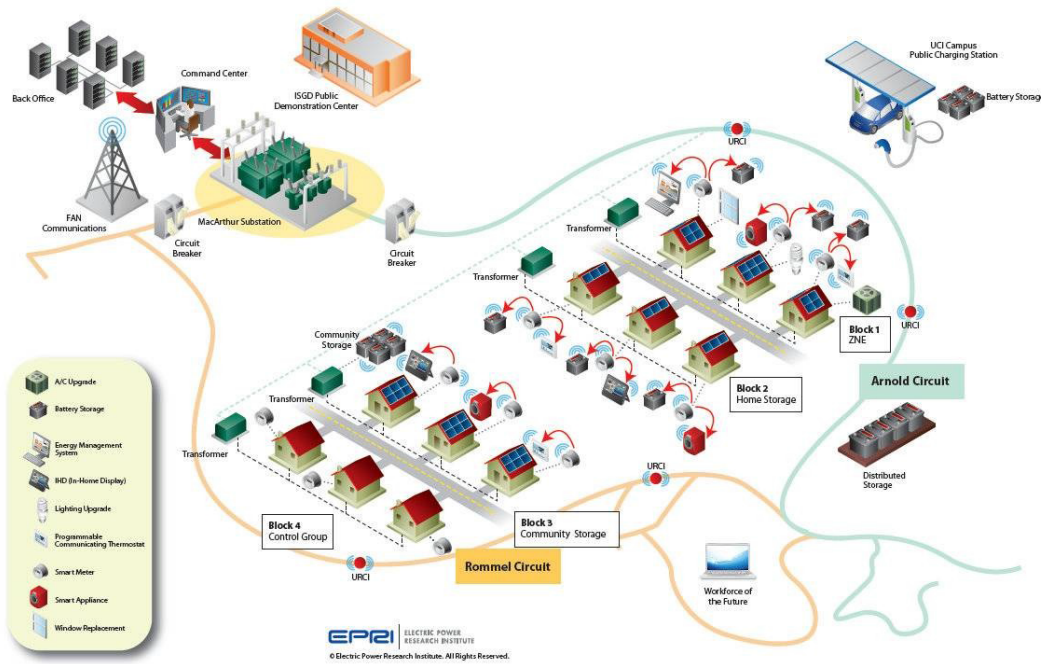 Back Office
Command Center
ISGD Public
Demonstration Center
UCI Campus
Public Charging Station
Battery Storage
FAN
Communications
MacArthur Substation
Circuit
Breaker
Circuit
Breaker
URCI
Transformer
Transformer
URCI
Block 1
ZNE
Block 2
Home Storage
Arnold Circuit
Community
Storage
Transformer
Transformer
Distributed
Storage
URCI
Block 3
Community Storage
Block 4
Control Group
URCI
Rommel Circuit
Workforce of
the Future
A/C Upgrade
Battery Storage
Energy Management
System
IHD (In-Home Display)
Lighting Upgrade
Programmable
Communicating Thermostat
Smart Meter
Smart Appliance
Window Replacement
EPRI
ELECTRIC POWER
RESEARCH INSTITUTE
© Electric Power Research Institute. All Rights Reserved.